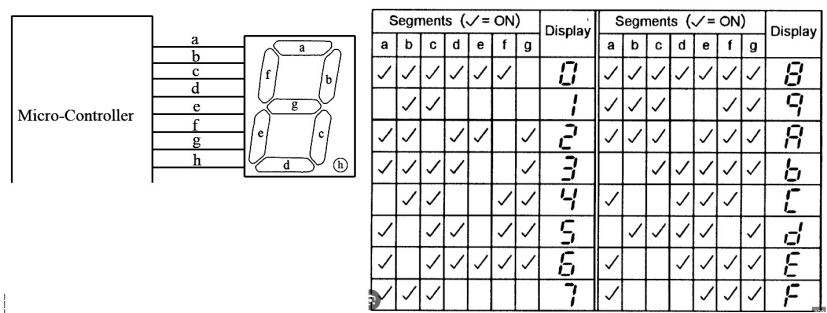 Micro-Controller
a
b
c
d
e
f
g
h
a
f
b
g
e
c
d
h
Segments (✓= ON) Display Segments (✓= ON) Display
a b c d e f g a b c d e f g
✓ ✓ ✓ ✓ ✓ ✓ 0 ✓ ✓ ✓ ✓ ✓ ✓ ✓ 8
✓ ✓ 1 ✓ ✓ ✓ ✓ ✓ 9
✓ ✓ ✓ ✓ ✓ 2 ✓ ✓ ✓ ✓ ✓ ✓ A
✓ ✓ ✓ ✓ ✓ 3 ✓ ✓ ✓ ✓ ✓ b
✓ ✓ ✓ ✓ 4 ✓ ✓ ✓ ✓ C
✓ ✓ ✓ ✓ ✓ 5 ✓ ✓ ✓ ✓ ✓ d
✓ ✓ ✓ ✓ ✓ ✓ 6 ✓ ✓ ✓ ✓ ✓ E
✓ ✓ ✓ 7 ✓ ✓ ✓ ✓ F